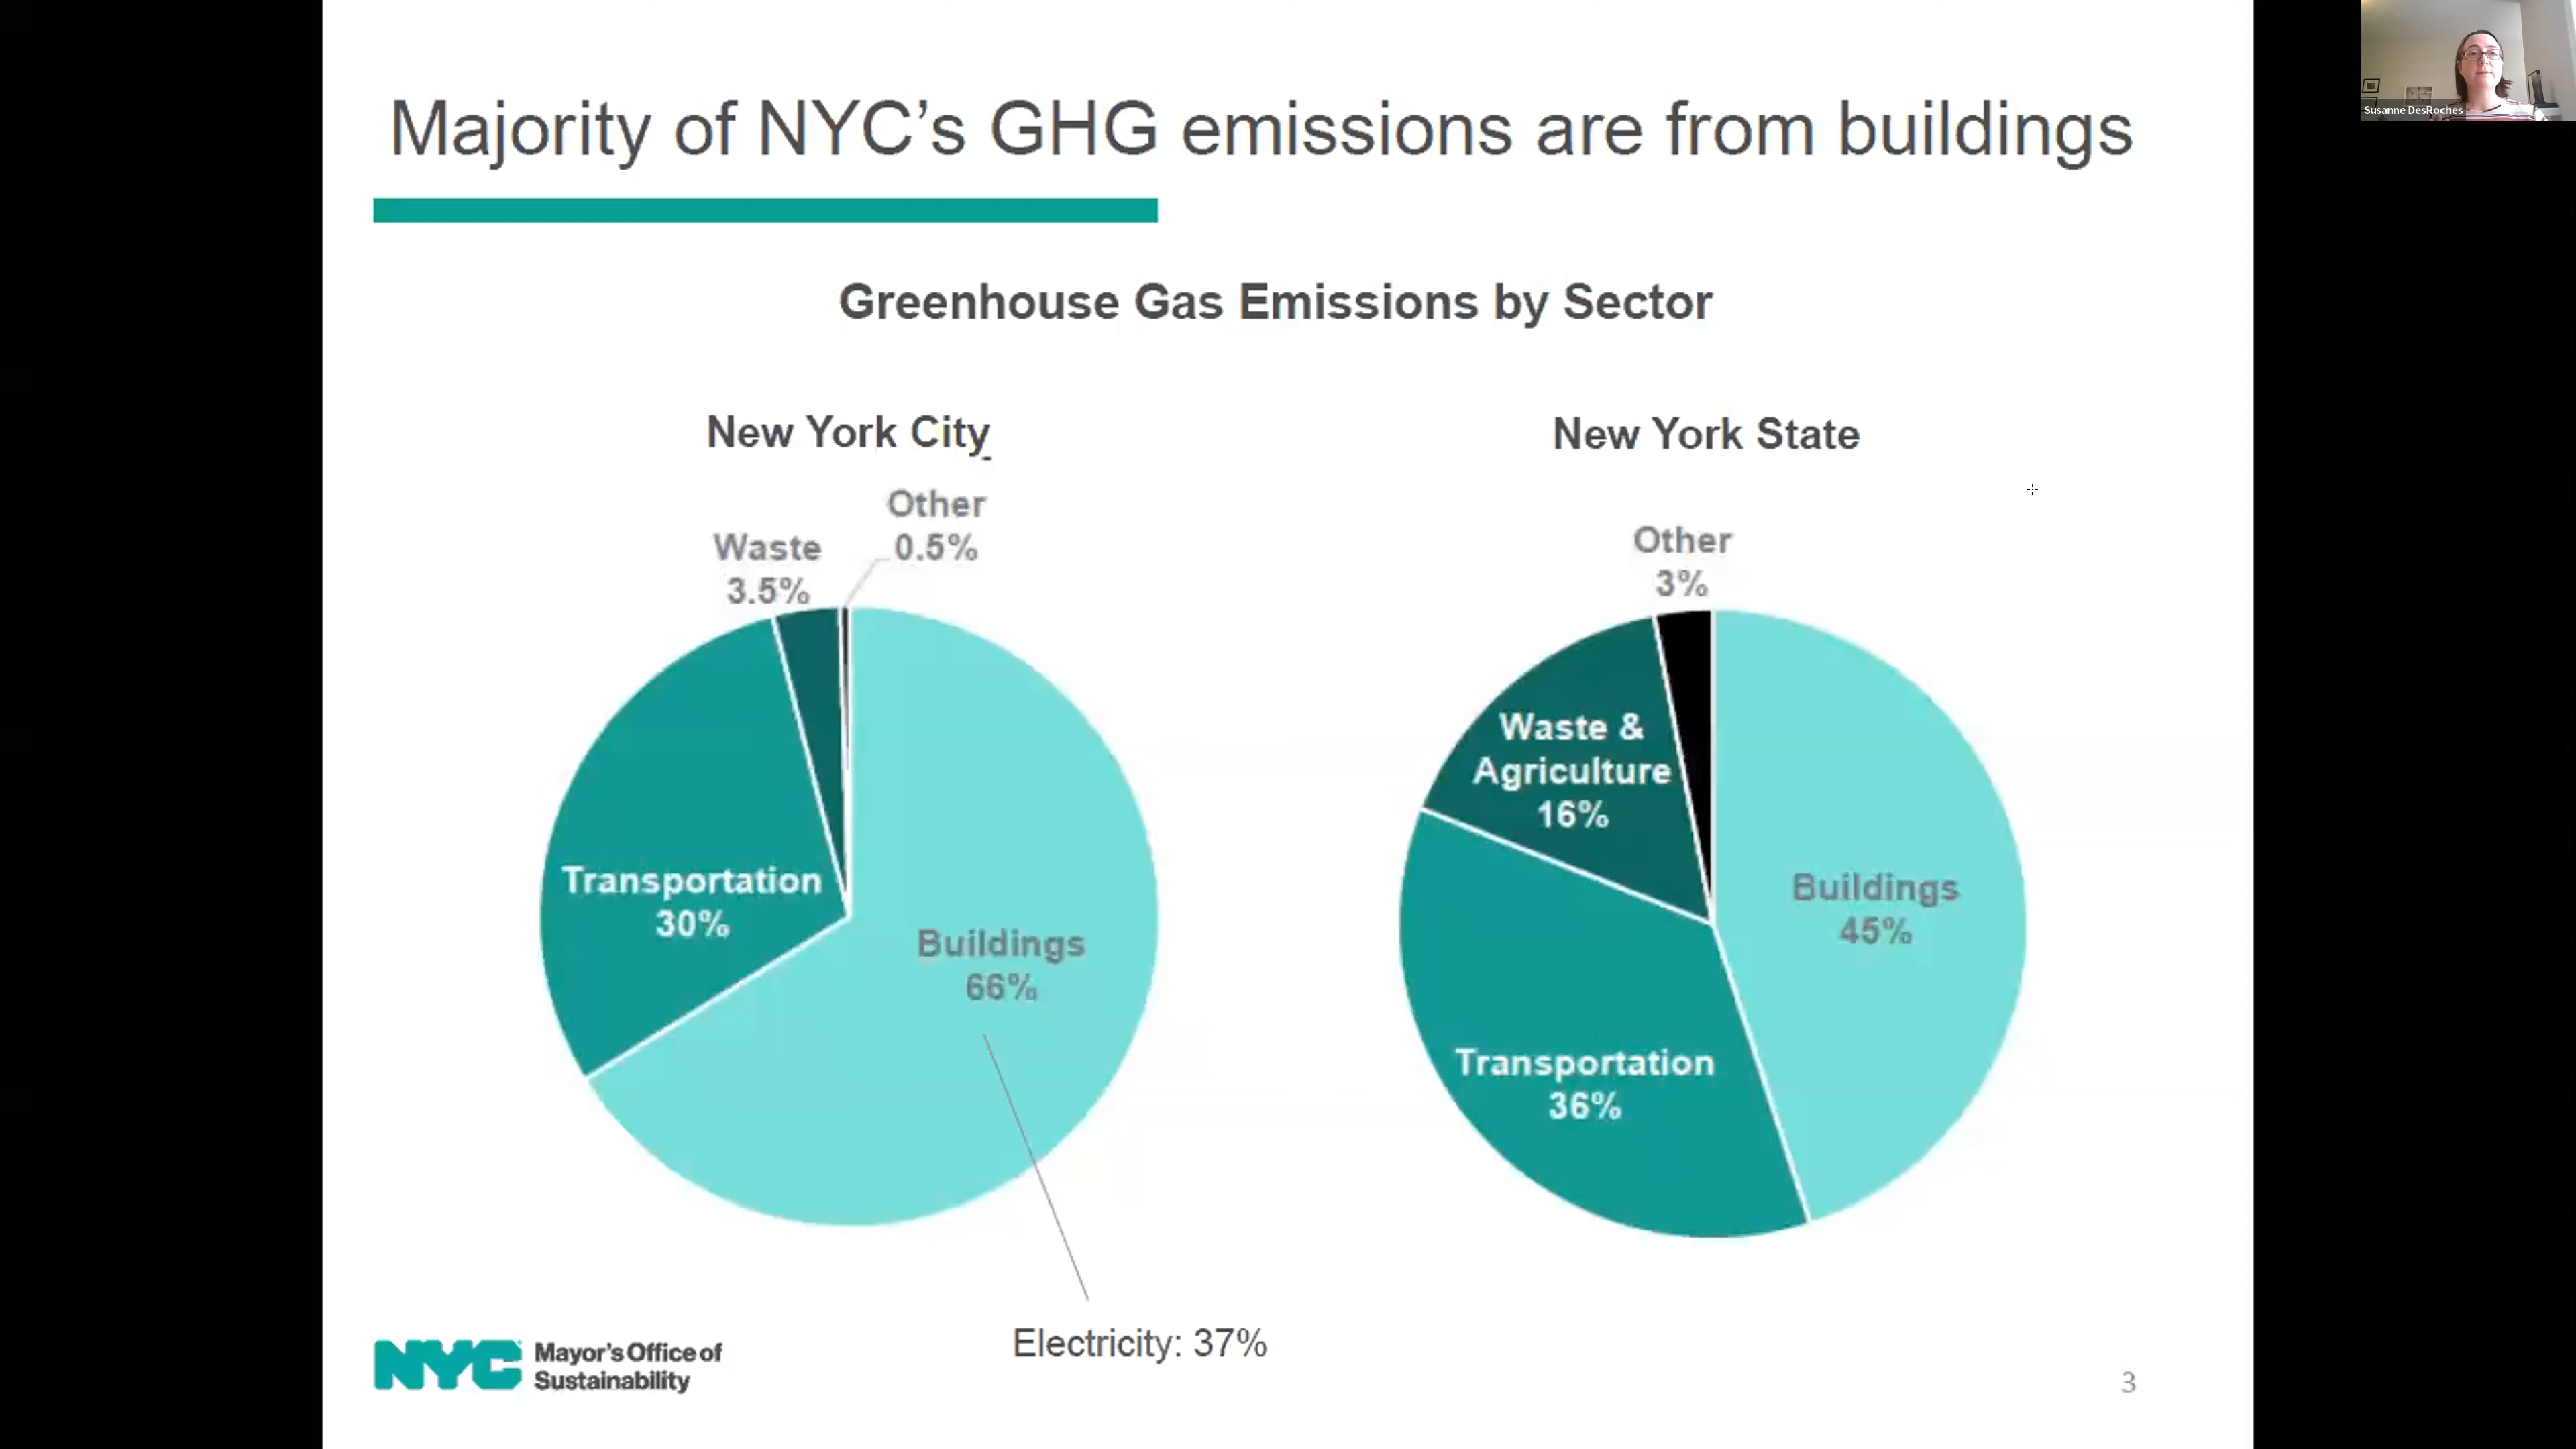 Susanne DesRoches
Majority of NYC’s GHG emissions are from buildings
Greenhouse Gas Emissions by Sector
New York City
Other
0.5%
Waste
3.5%
Transportation
30%
Buildings
66%
Electricity: 37%
New York State
Other
3%
Waste &
Agriculture
16%
Buildings
45%
Transportation
36%
NYC
Mayor's Office of
Sustainability
3